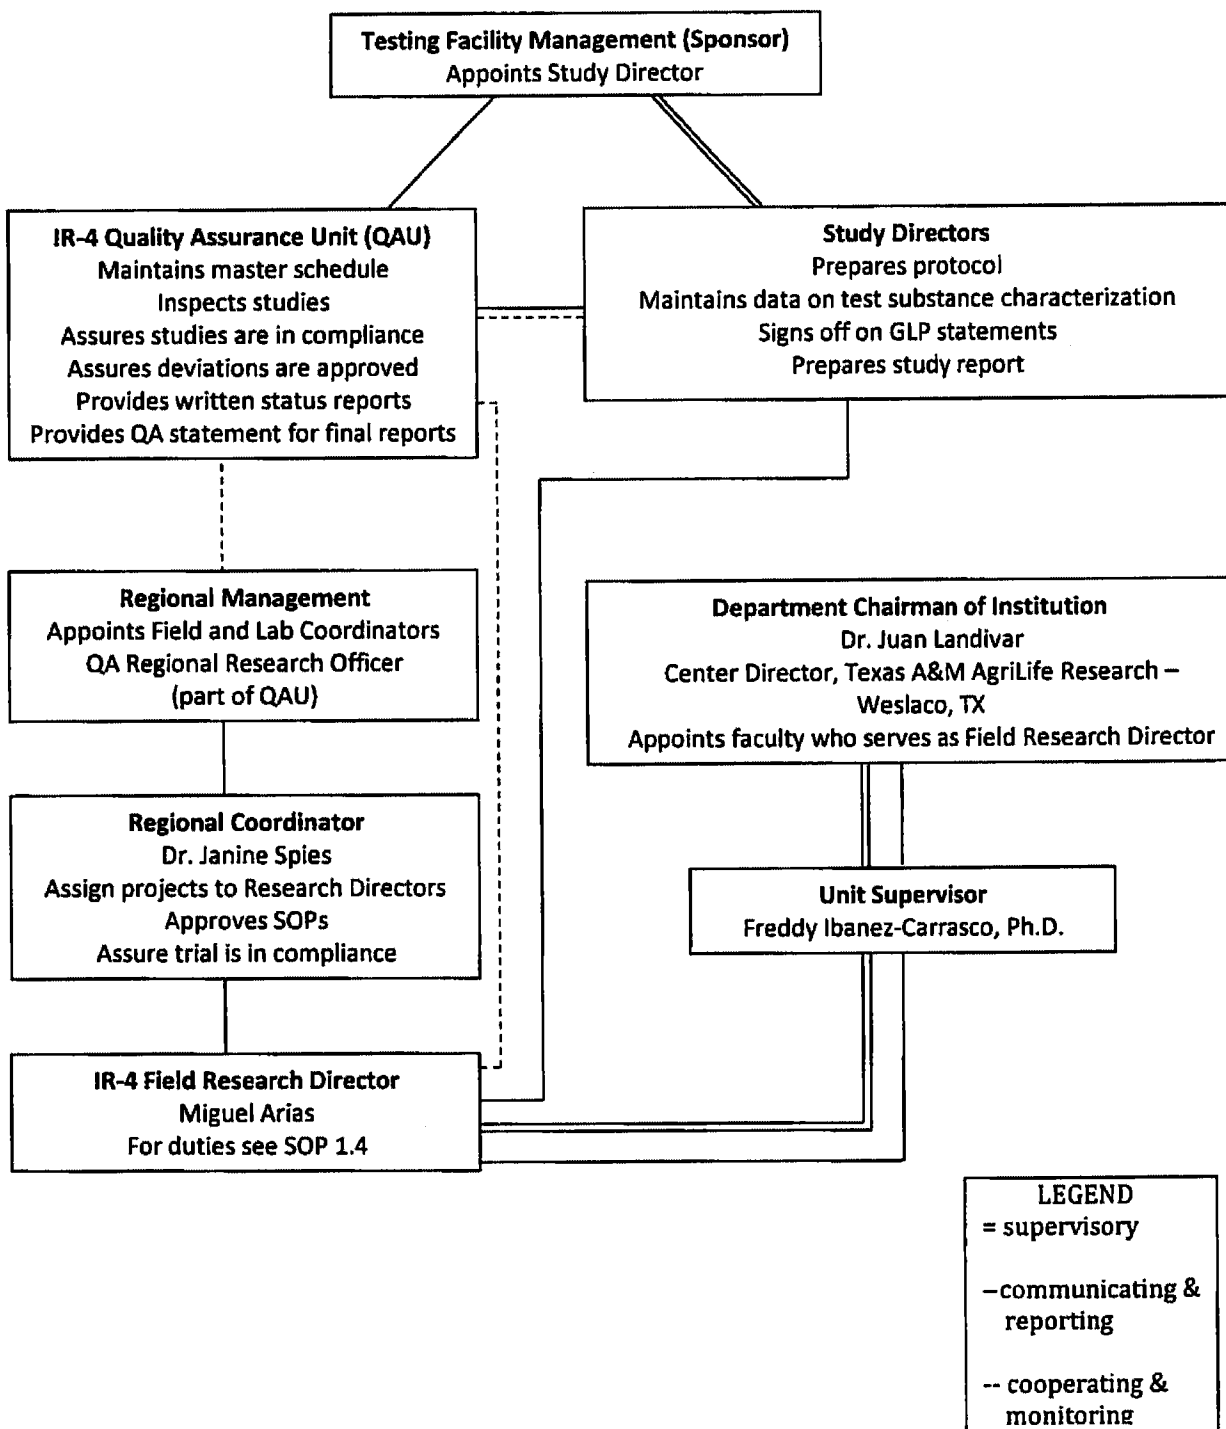 Testing Facility Management (Sponsor)
Appoints Study Director
IR-4 Quality Assurance Unit (QAU)
Maintains master schedule
Inspects studies
Assures studies are in compliance
Assures deviations are approved
Provides written status reports
Provides QA statement for final reports
Study Directors
Prepares protocol
Maintains data on test substance characterization
Signs off on GLP statements
Prepares study report
Regional Management
Appoints Field and Lab Coordinators
QA Regional Research Officer
(part of QAU)
Department Chairman of Institution
Dr. Juan Landivar
Center Director, Texas A&M AgriLife Research –
Weslaco, TX
Appoints faculty who serves as Field Research Director
Regional Coordinator
Dr. Janine Spies
Assign projects to Research Directors
Approves SOPs
Assure trial is in compliance
Unit Supervisor
Freddy Ibanez-Carrasco, Ph.D.
IR-4 Field Research Director
Miguel Arias
For duties see SOP 1.4
LEGEND
= supervisory
–communicating &
reporting
-- cooperating &
monitoring